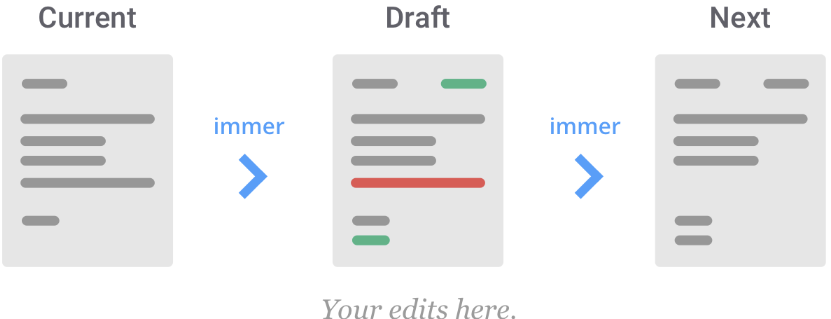 Current
Draft
Next
immer
immer
Your edits here.